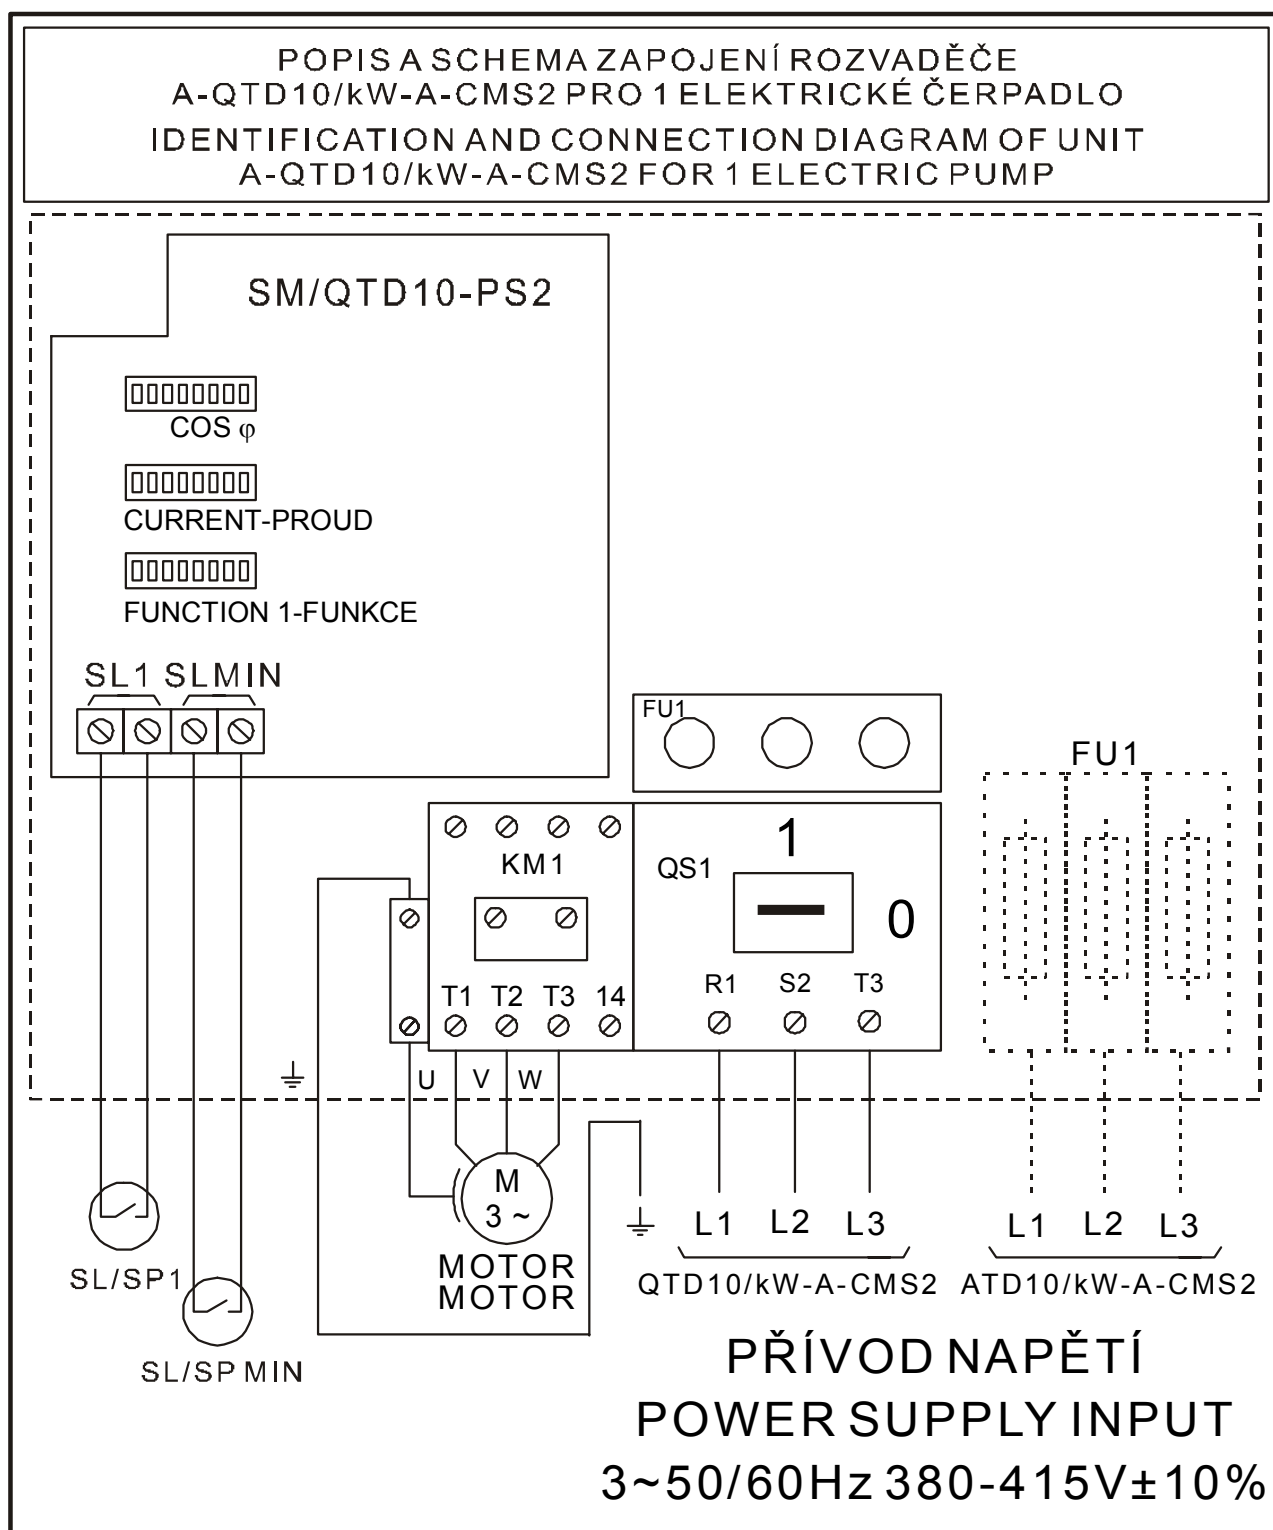 POPIS A SCHEMA ZAPOJENÍ ROZVADĚČE
A-QTD10/kW-A-CMS2 PRO 1 ELEKTRICKÉ ČERPADLO
IDENTIFICATION AND CONNECTION DIAGRAM OF UNIT
A-QTD10/kW-A-CMS2 FOR 1 ELECTRIC PUMP
SM/QTD10-PS2
COS φ
CURRENT-PROUD
FUNCTION 1-FUNKCE
SL1 SLMIN
FU1
FU1
KM1
QS1
1
0
T1 T2 T3 14
R1 S2 T3
U V W
M
3 ~
MOTOR
MOTOR
SL/SP1
SL/SP MIN
L1 L2 L3
L1 L2 L3
QTD10/kW-A-CMS2
ATD10/kW-A-CMS2
PŘÍVOD NAPĚTÍ
POWER SUPPLY INPUT
3~50/60Hz 380-415V±10%